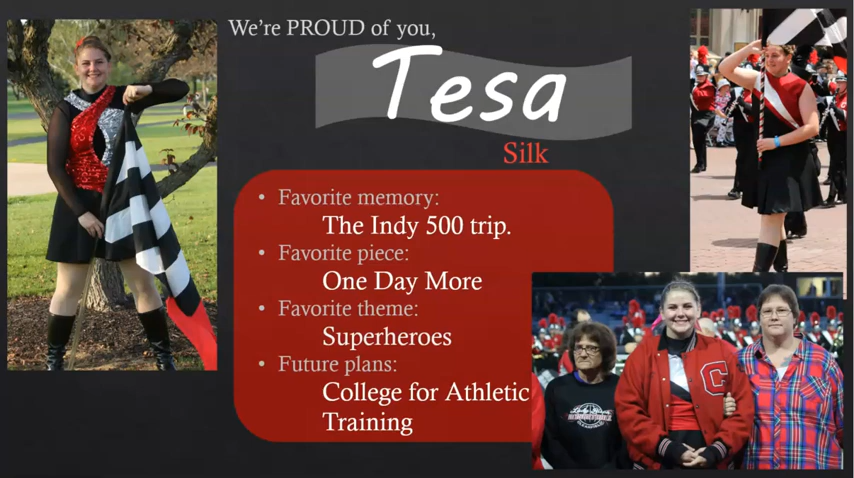 We're PROUD of you,
Tesa
Silk
• Favorite memory:
The Indy 500 trip.
• Favorite piece:
One Day More
• Favorite theme:
Superheroes
• Future plans:
College for Athletic
Training
C